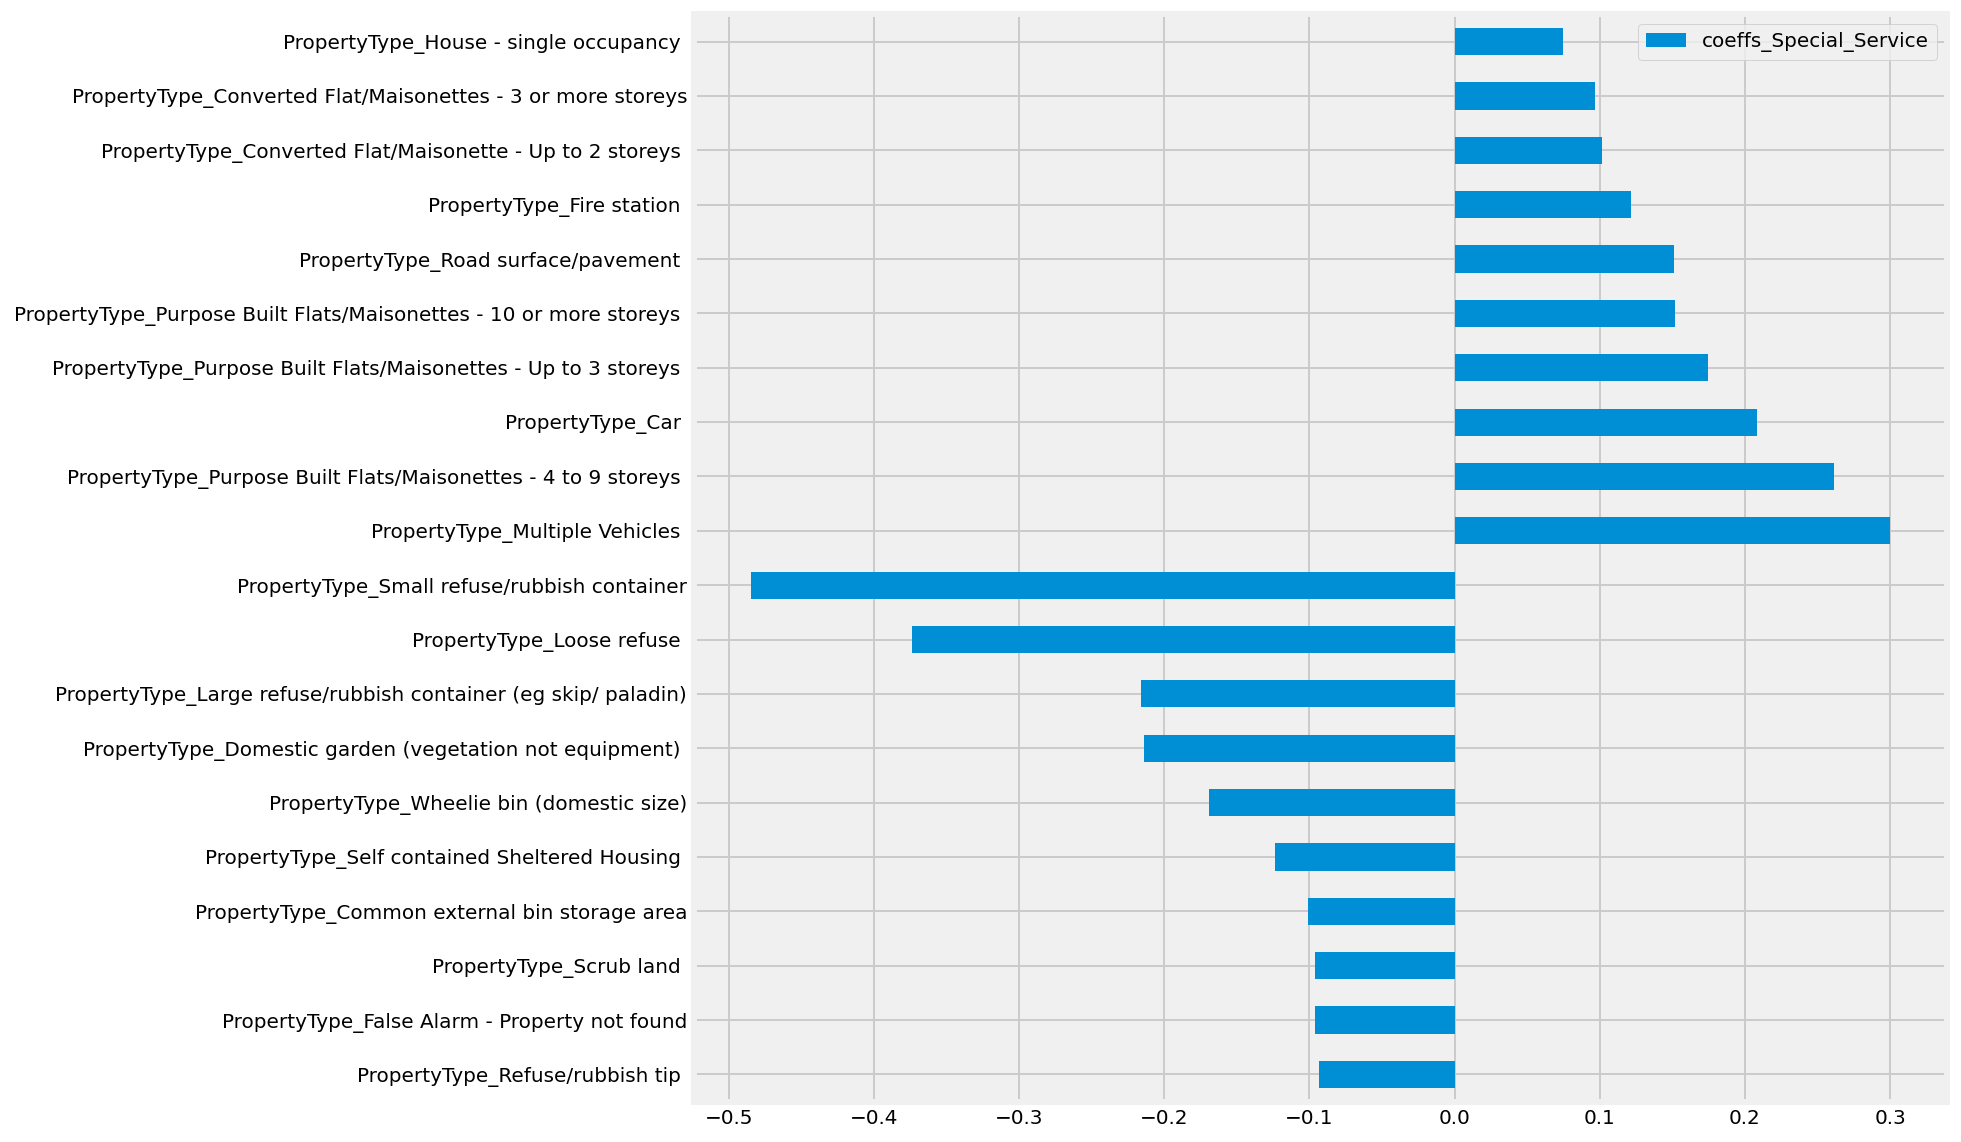 PropertyType_House - single occupancy
coeffs_Special_Service
PropertyType_Converted Flat/Maisonettes - 3 or more storeys
PropertyType_Converted Flat/Maisonette - Up to 2 storeys
PropertyType_Fire station
PropertyType_Road surface/pavement
PropertyType_Purpose Built Flats/Maisonettes - 10 or more storeys
PropertyType_Purpose Built Flats/Maisonettes - Up to 3 storeys
PropertyType_Car
PropertyType_Purpose Built Flats/Maisonettes - 4 to 9 storeys
PropertyType_Multiple Vehicles
PropertyType_Small refuse/rubbish container
PropertyType_Loose refuse
PropertyType_Large refuse/rubbish container (eg skip/ paladin)
PropertyType_Domestic garden (vegetation not equipment)
PropertyType_Wheelie bin (domestic size)
PropertyType_Self contained Sheltered Housing
PropertyType_Common external bin storage area
PropertyType_Scrub land
PropertyType_False Alarm - Property not found
PropertyType_Refuse/rubbish tip
−0.5 −0.4 −0.3 −0.2 −0.1 0.0 0.1 0.2 0.3